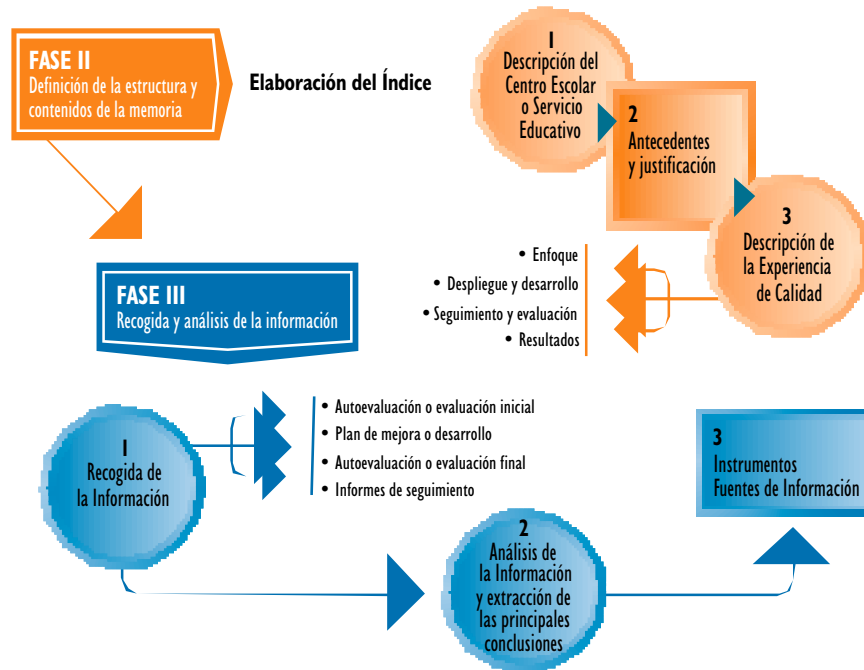 FASE II
Definición de la estructura y
contenidos de la memoria
Elaboración del Índice
1
Descripción del
Centro Escolar
o Servicio
Educativo
2
Antecedentes
y justificación
3
Descripción de
la Experiencia
de Calidad
• Enfoque
• Despliegue y desarrollo
• Seguimiento y evaluación
• Resultados
FASE III
Recogida y análisis de la información
1
Recogida de
la Información
• Autoevaluación o evaluación inicial
• Plan de mejora o desarrollo
• Autoevaluación o evaluación final
• Informes de seguimiento
2
Análisis de
la Información
y extracción de
las principales
conclusiones
3
Instrumentos
Fuentes de Información